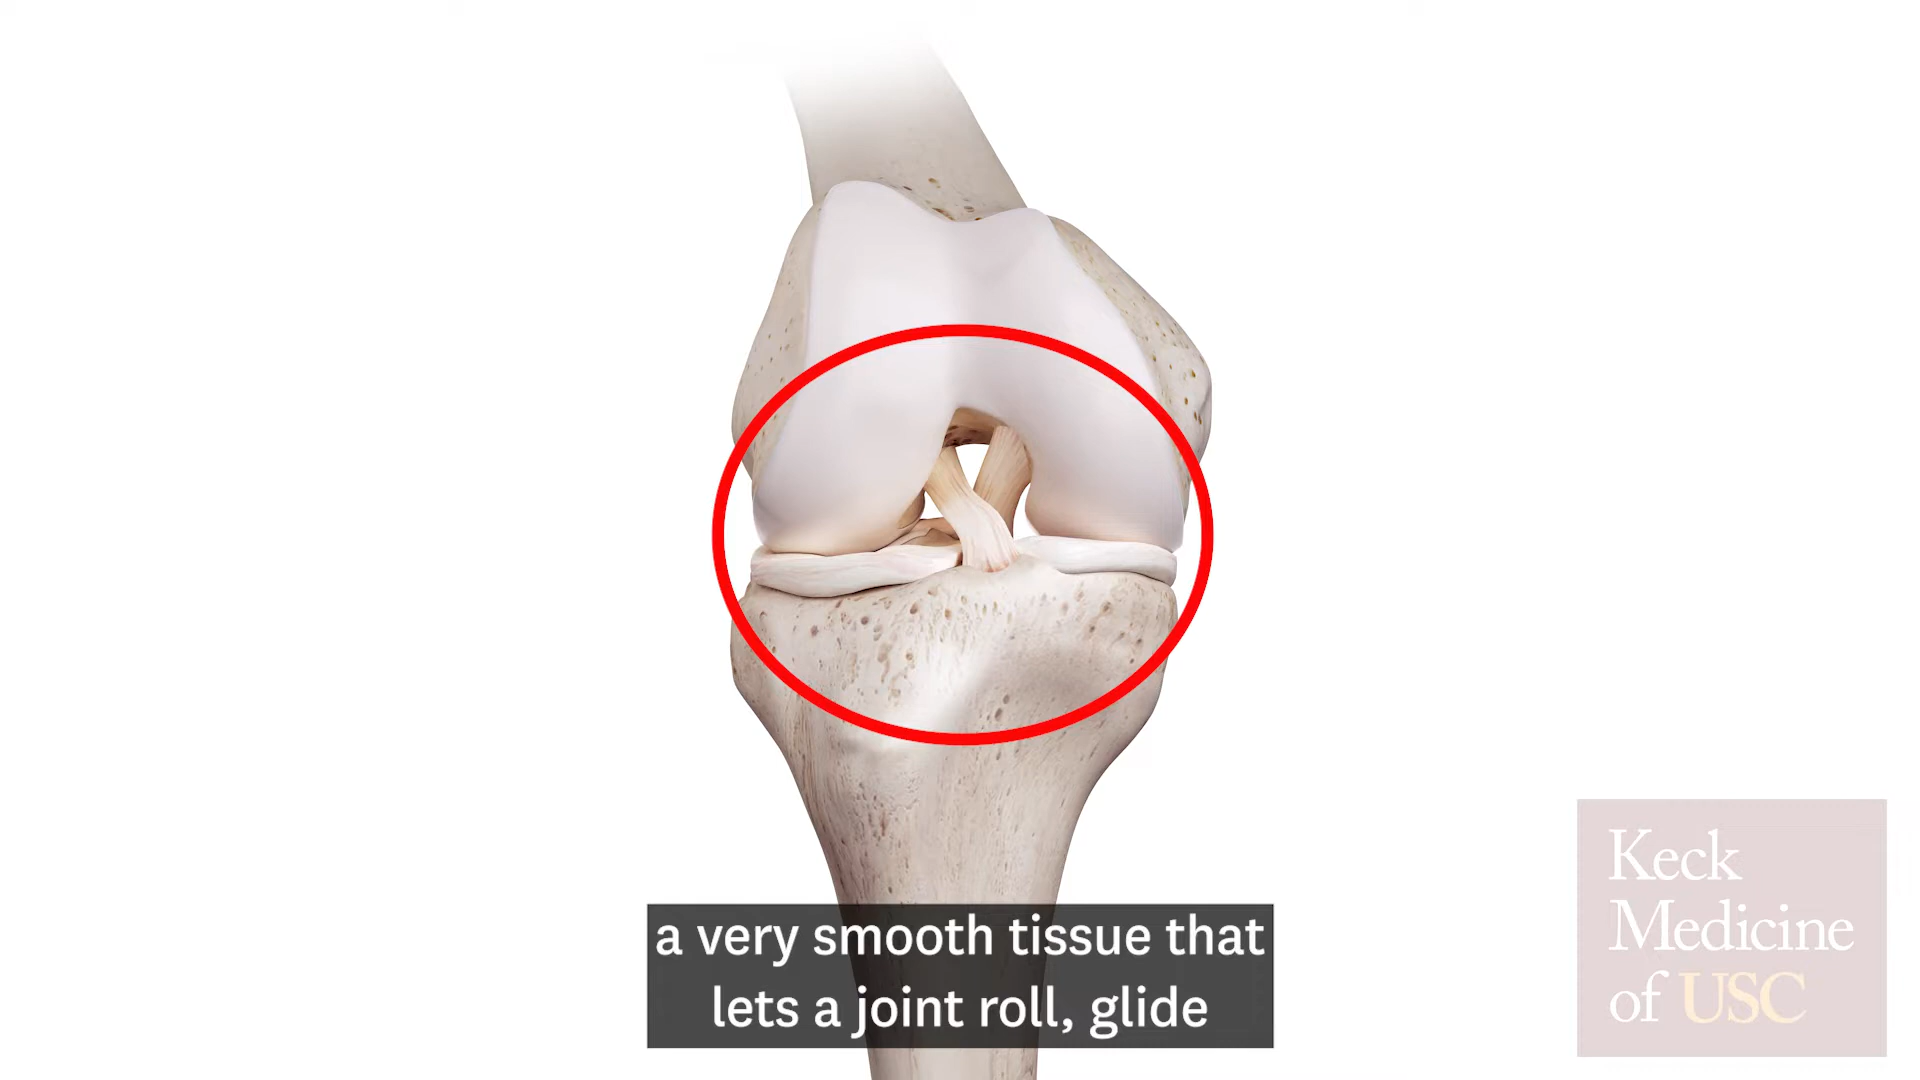 a very smooth tissue that
lets a joint roll, glide
Keck
Medicine
of USC